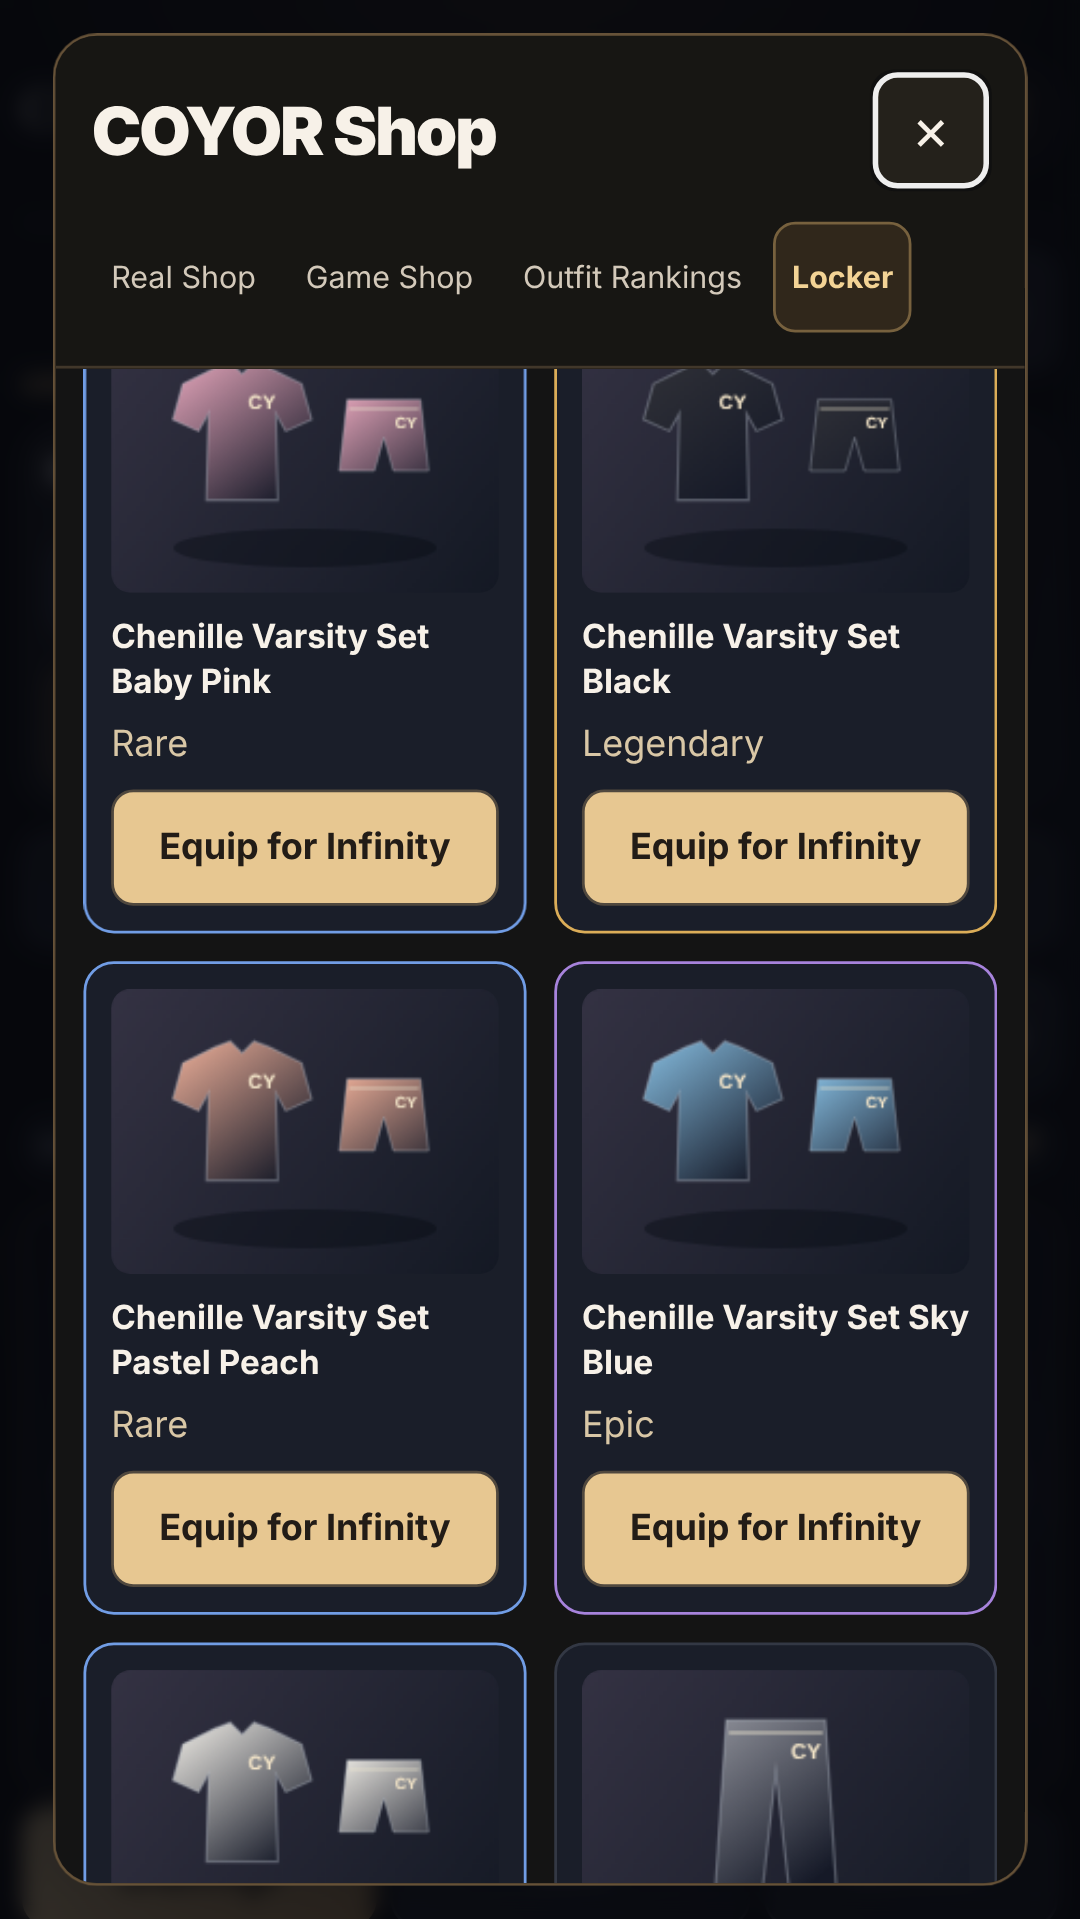 COYOR Shop
×
Real Shop Game Shop Outfit Rankings Locker
CY CY
CY CY
Chenille Varsity Set
Baby Pink
Rare
Equip for Infinity
Chenille Varsity Set
Black
Legendary
Equip for Infinity
CY CY
CY CY
Chenille Varsity Set
Pastel Peach
Rare
Equip for Infinity
Chenille Varsity Set Sky
Blue
Epic
Equip for Infinity
CY CY
CY